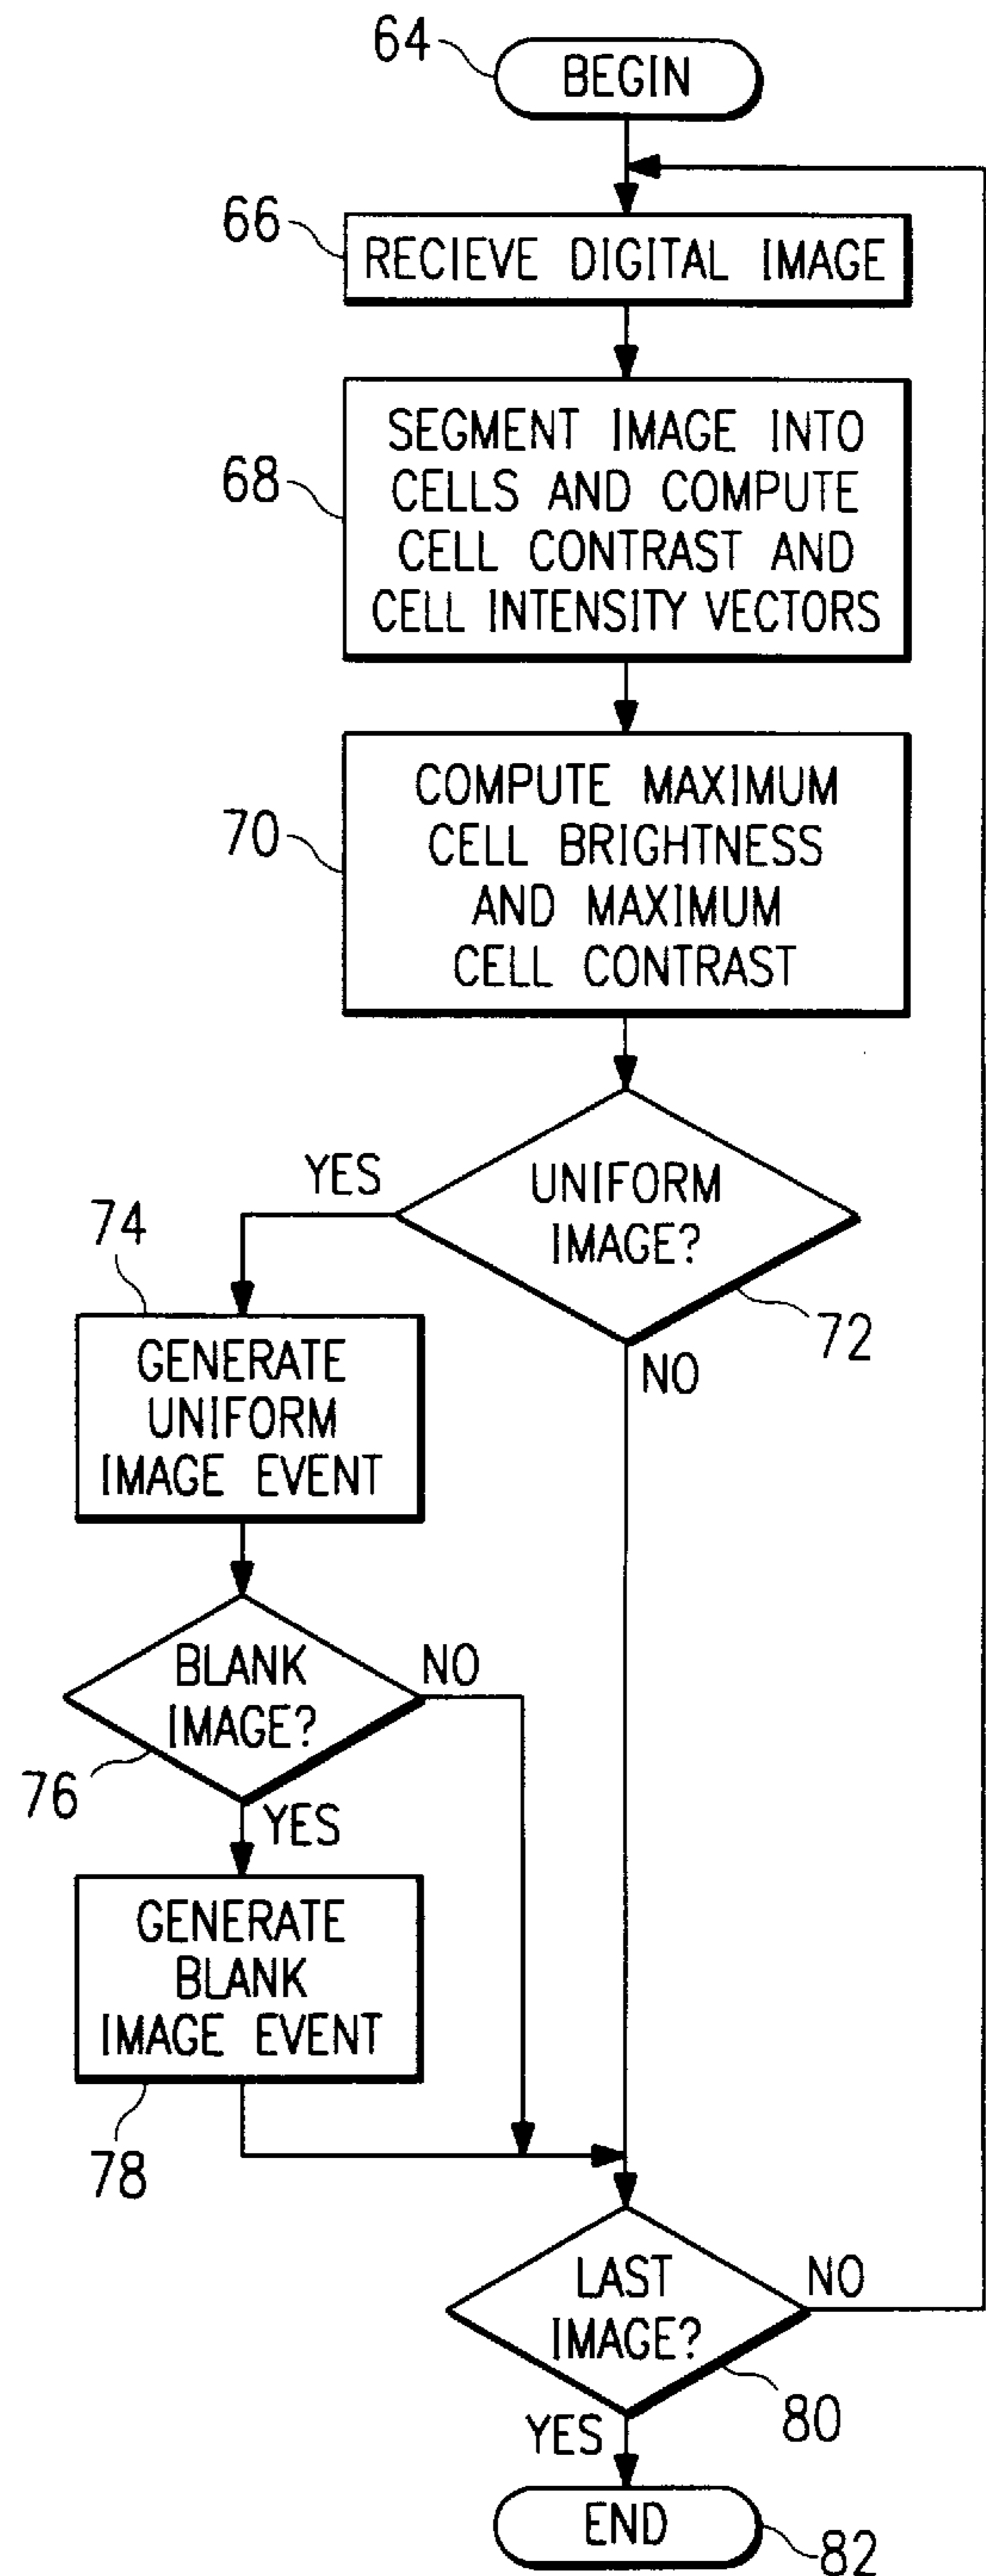 64
BEGIN
66
RECIEVE DIGITAL IMAGE
68
SEGMENT IMAGE INTO
CELLS AND COMPUTE
CELL CONTRAST AND
CELL INTENSITY VECTORS
70
COMPUTE MAXIMUM
CELL BRIGHTNESS
AND MAXIMUM
CELL CONTRAST
YES
UNIFORM
IMAGE?
72
NO
74
GENERATE
UNIFORM
IMAGE EVENT
BLANK
IMAGE?
NO
76
YES
GENERATE
BLANK
IMAGE EVENT
78
LAST
IMAGE?
NO
80
YES
END
82